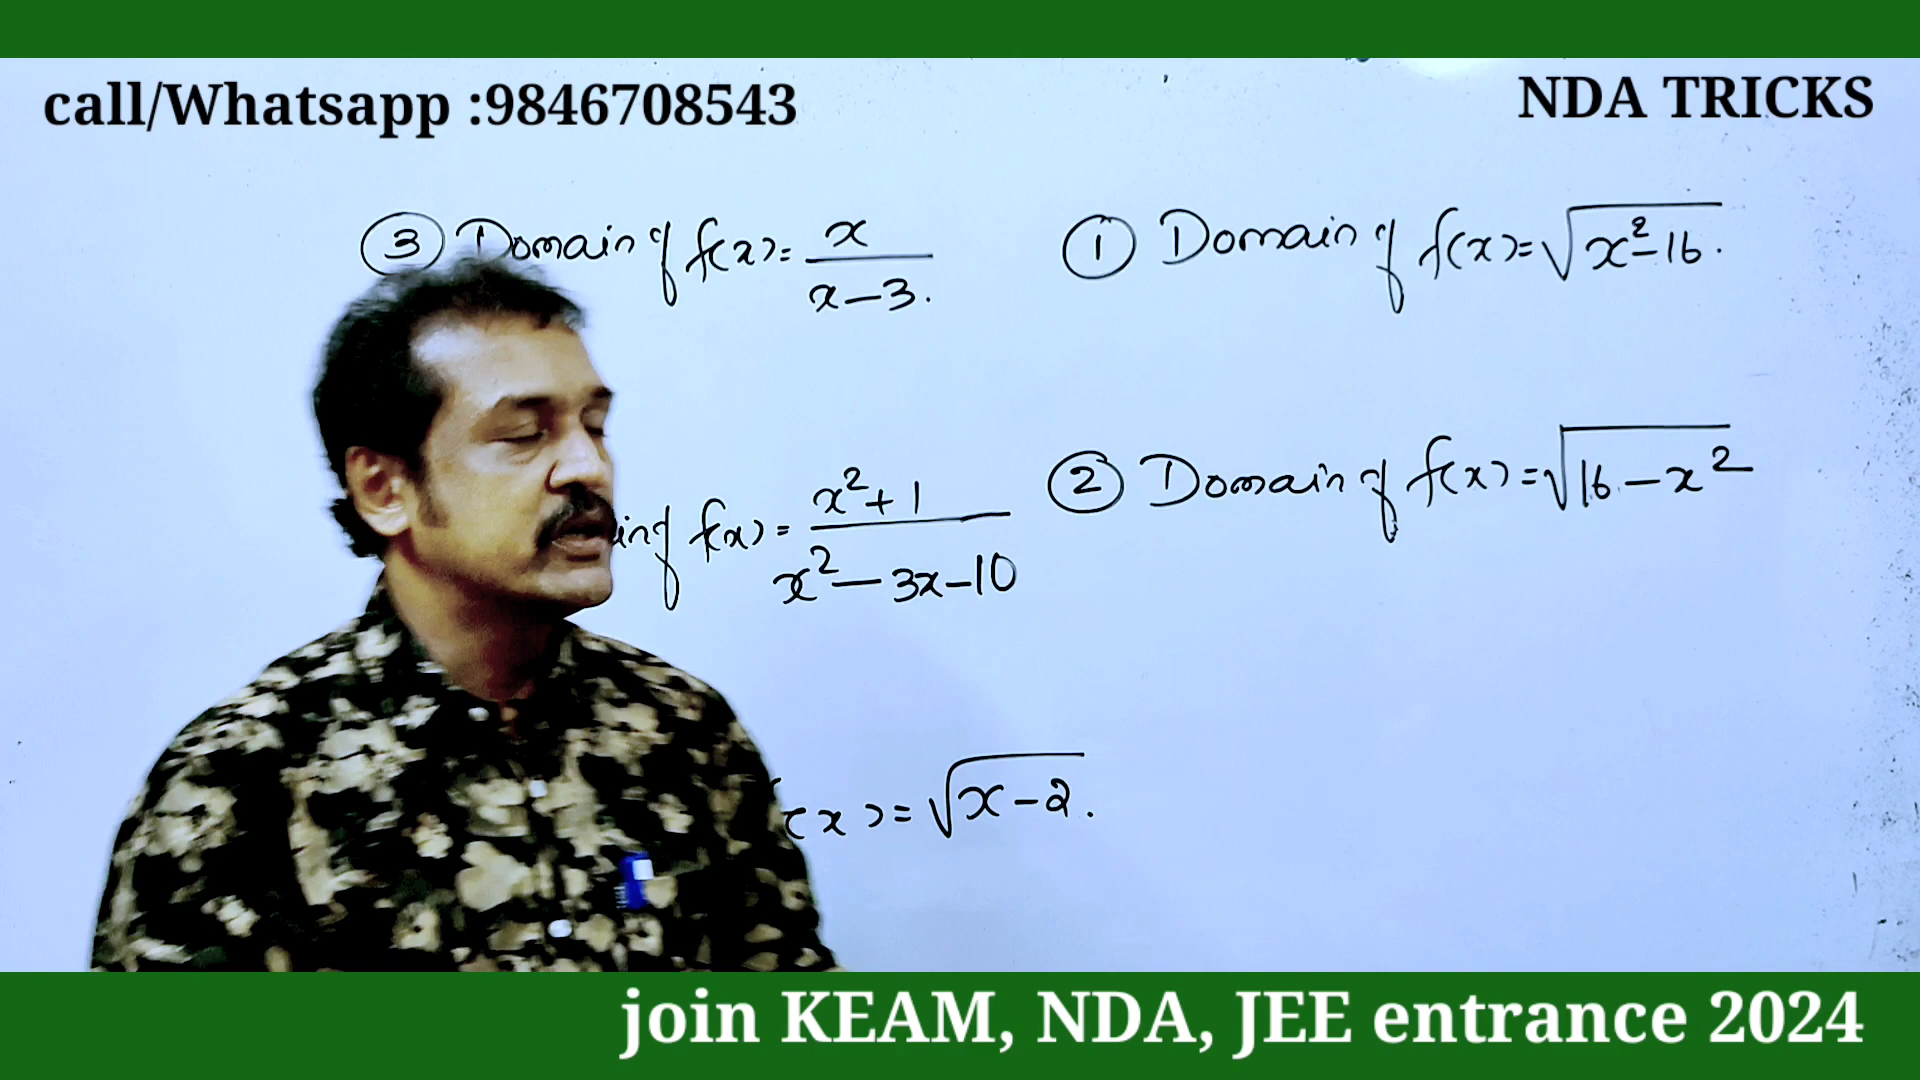 call/Whatsapp :9846708543
NDA TRICKS
③ Domain of f(x)= x
x-3.
① Domain of f(x)=√x²-16.
x²+1
f(x)=
x²-3x-10
② Domain of f(x)=√16-x²
x)=√x-2.
join KEAM, NDA, JEE entrance 2024